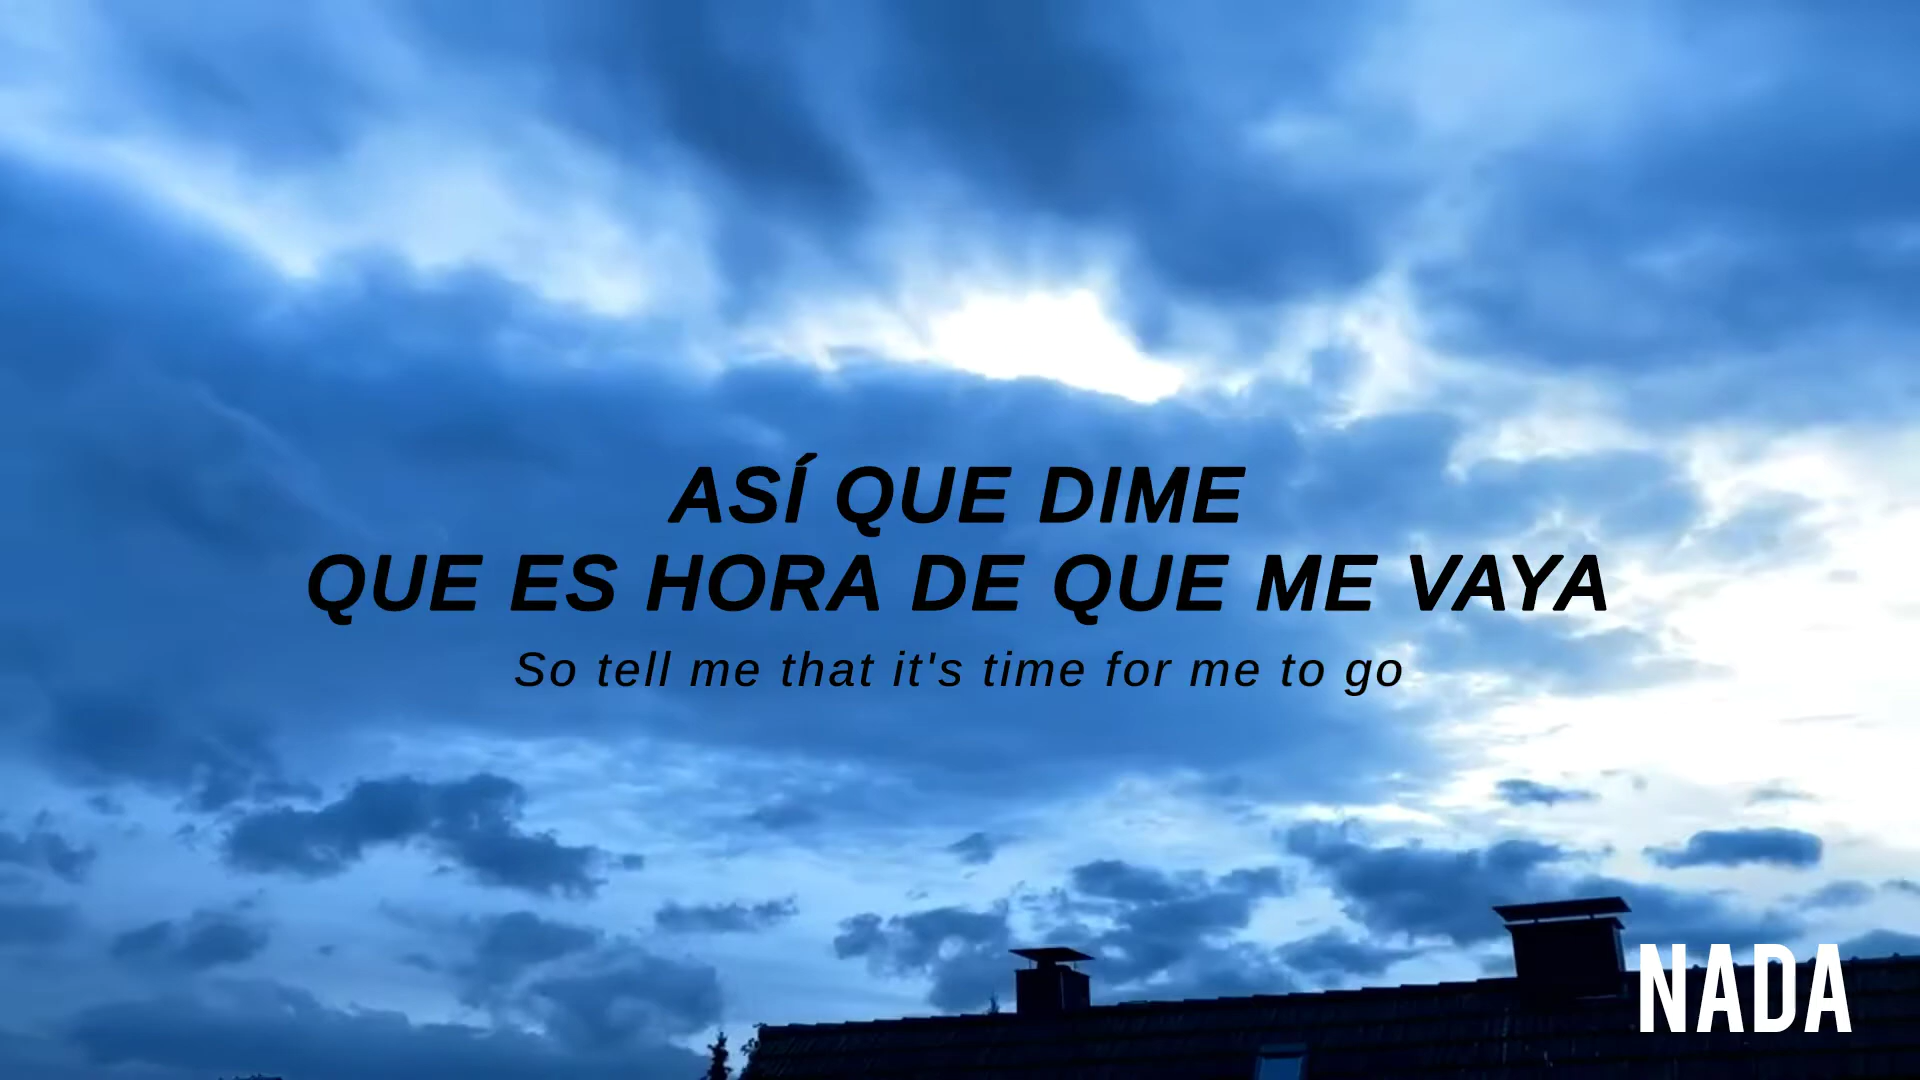 ASÍ QUE DIME
QUE ES HORA DE QUE ME VAYA
So tell me that it's time for me to go
NADA